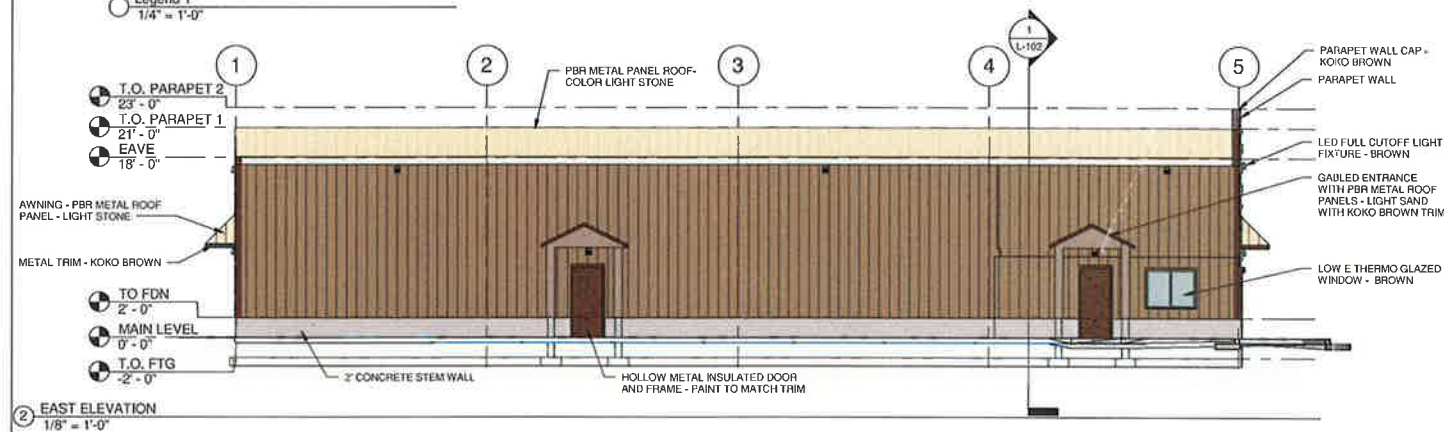 Legend 1
1/4" = 1'-0"
1
2
3
4
5
1
L-102
PBR METAL PANEL ROOF-
COLOR LIGHT STONE
PARAPET WALL CAP -
KOKO BROWN
PARAPET WALL
T.O. PARAPET 2
23' - 0"
T.O. PARAPET 1
21' - 0"
EAVE
18' - 0"
LED FULL CUTOFF LIGHT
FIXTURE - BROWN
GABLED ENTRANCE
WITH PBR METAL ROOF
PANELS - LIGHT SAND
WITH KOKO BROWN TRIM
AWNING - PBR METAL ROOF
PANEL - LIGHT STONE
METAL TRIM - KOKO BROWN
LOW E THERMO GLAZED
WINDOW - BROWN
TO FDN
2' - 0"
MAIN LEVEL
0' - 0"
T.O. FTG
-2' - 0"
2' CONCRETE STEM WALL
HOLLOW METAL INSULATED DOOR
AND FRAME - PAINT TO MATCH TRIM
2
EAST ELEVATION
1/8" = 1'-0"